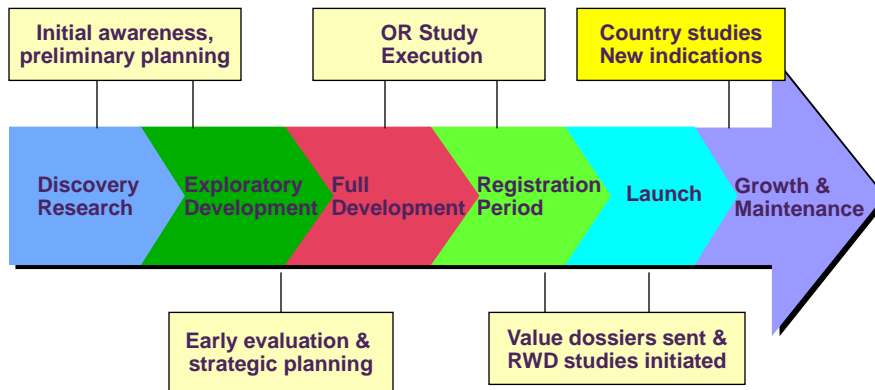 Initial awareness,
preliminary planning
OR Study
Execution
Country studies
New indications
Discovery
Research
Exploratory
Development
Full
Development
Registration
Period
Launch
Growth &
Maintenance
Early evaluation &
strategic planning
Value dossiers sent &
RWD studies initiated